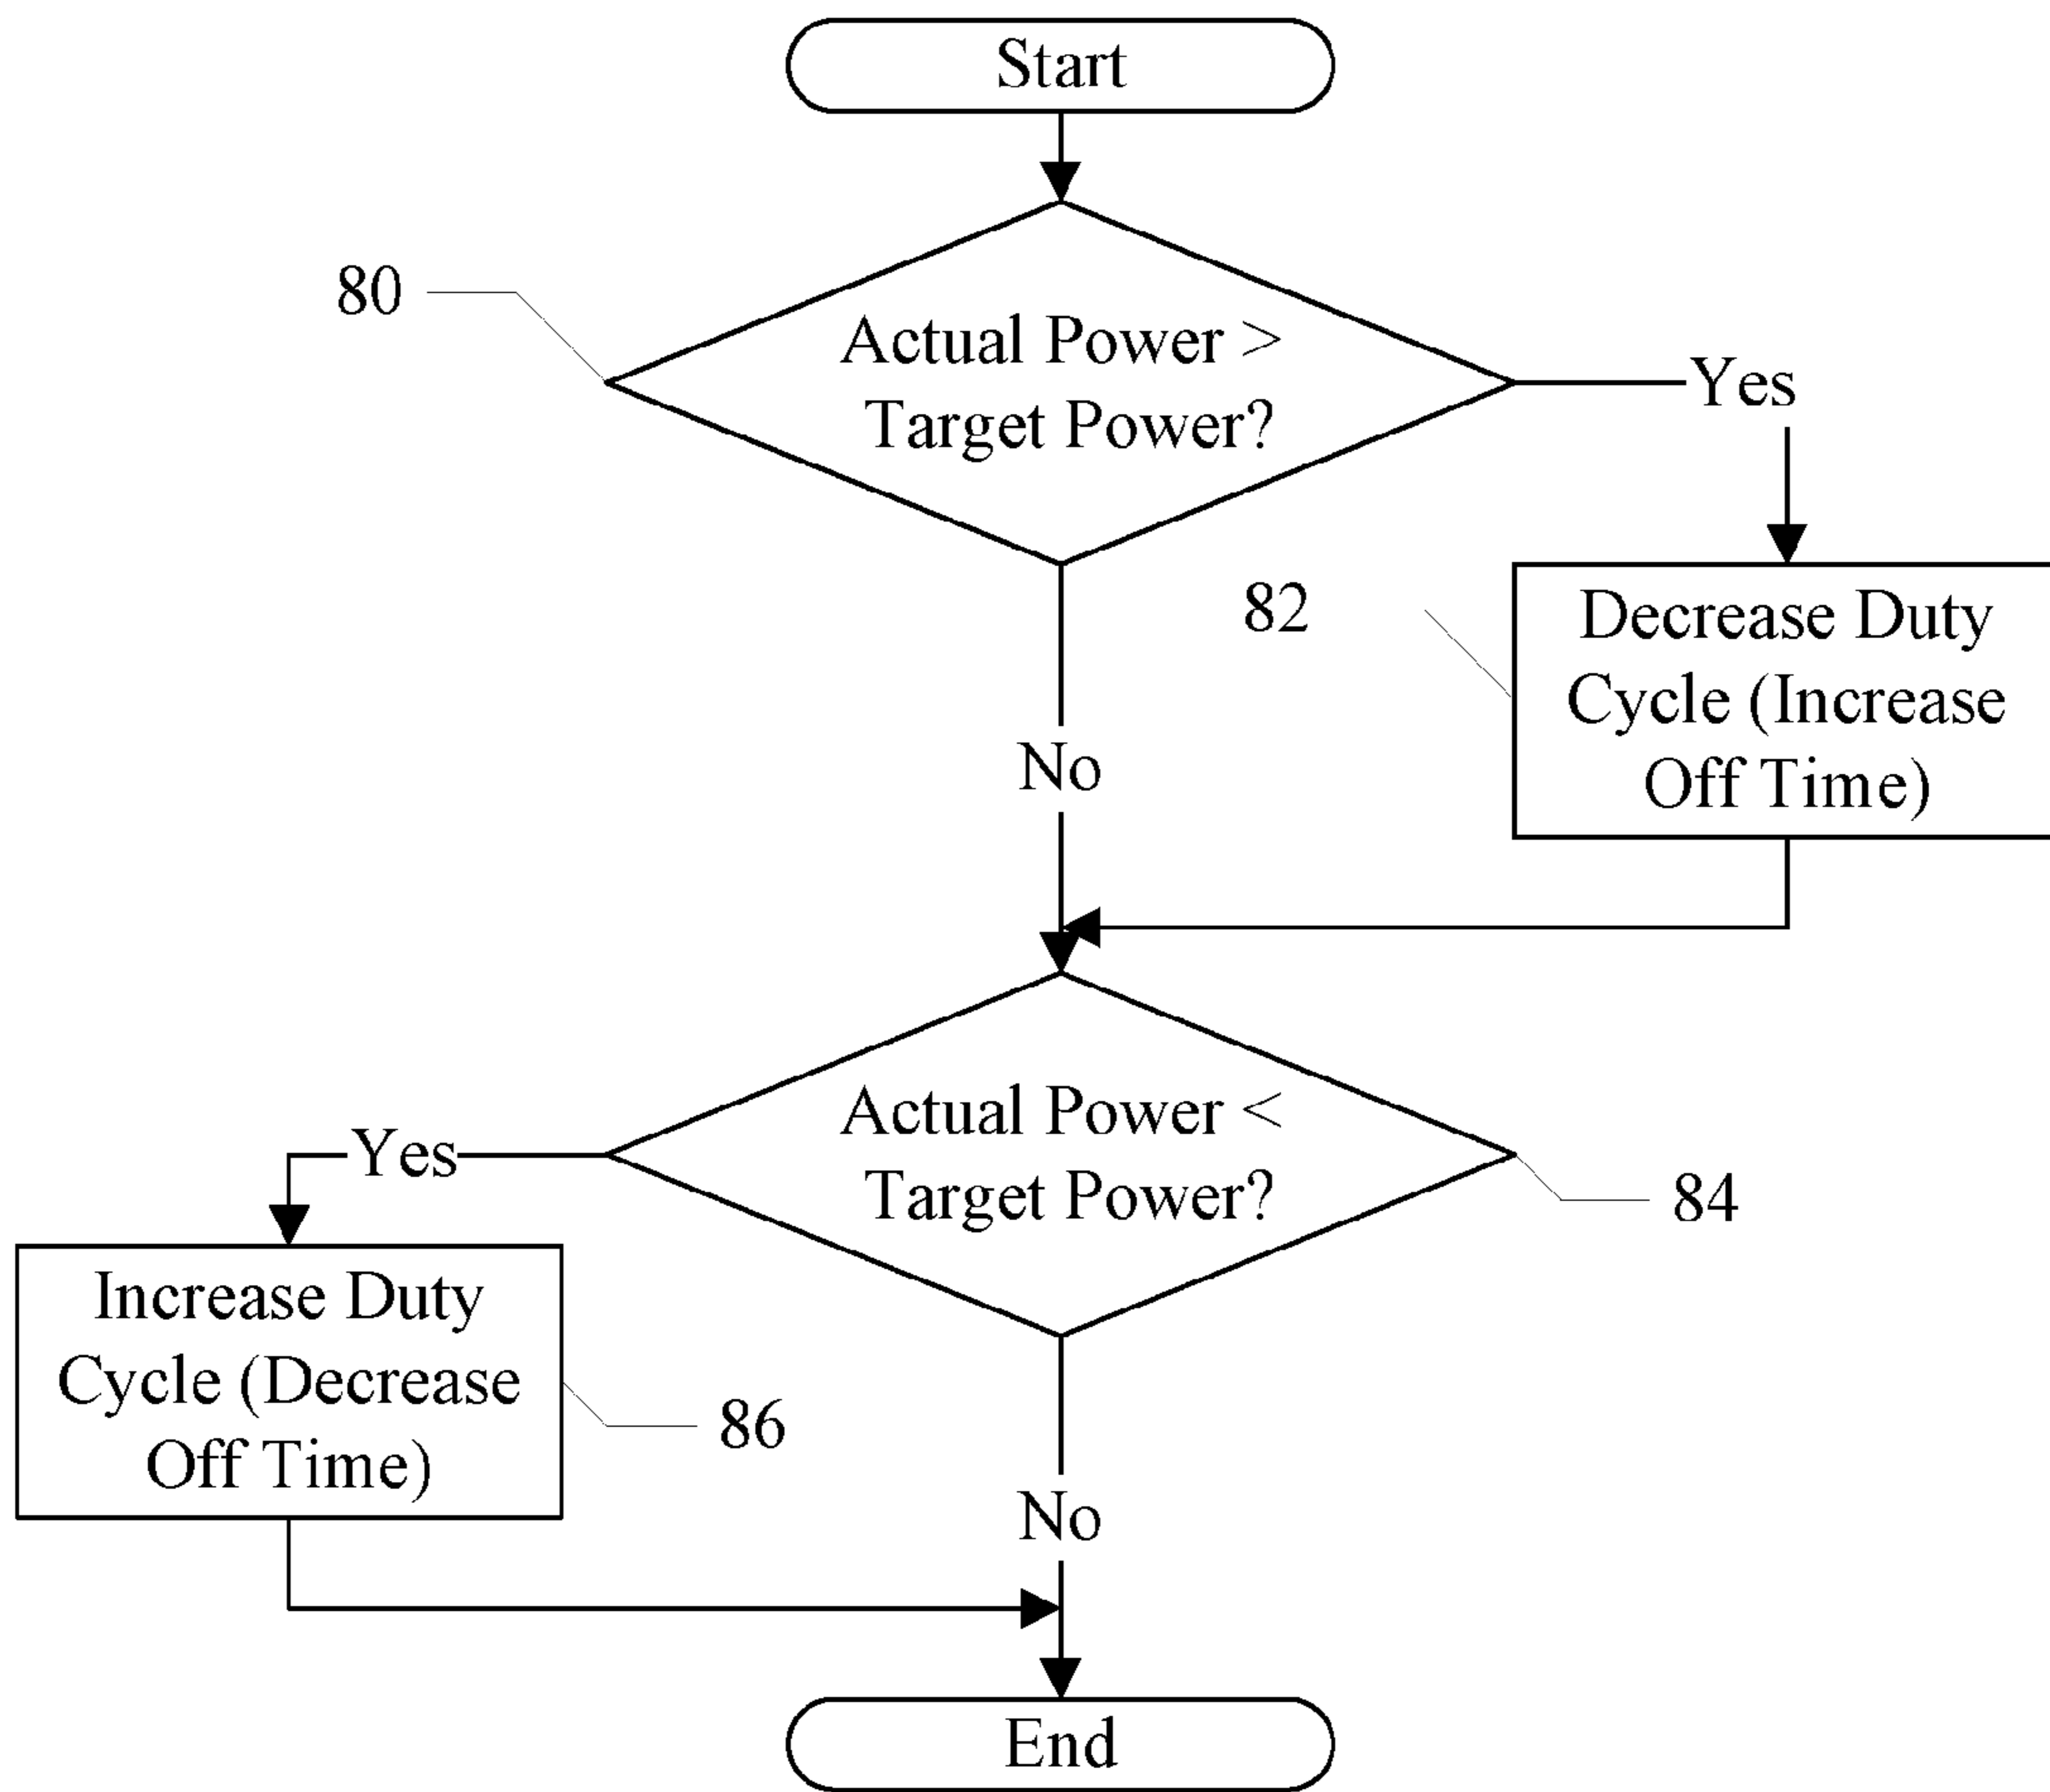 Start
80
Actual Power >
Target Power?
Yes
82
Decrease Duty
Cycle (Increase
Off Time)
No
Actual Power <
Target Power?
Yes
84
Increase Duty
Cycle (Decrease
Off Time)
86
No
End